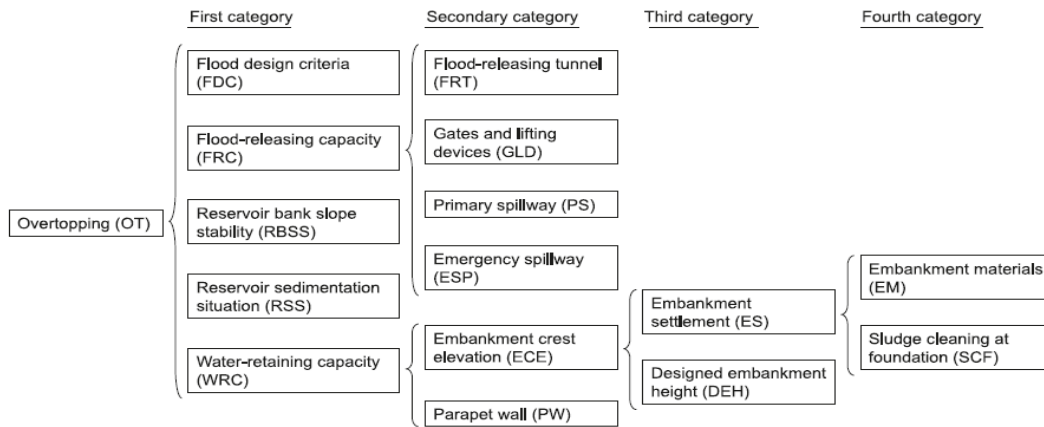 First category
Secondary category
Third category
Fourth category
Overtopping (OT)
Flood design criteria
(FDC)
Flood-releasing capacity
(FRC)
Reservoir bank slope
stability (RBSS)
Reservoir sedimentation
situation (RSS)
Water-retaining capacity
(WRC)
Flood-releasing tunnel
(FRT)
Gates and lifting
devices (GLD)
Primary spillway (PS)
Emergency spillway
(ESP)
Embankment crest
elevation (ECE)
Parapet wall (PW)
Embankment
settlement (ES)
Designed embankment
height (DEH)
Embankment materials
(EM)
Sludge cleaning at
foundation (SCF)